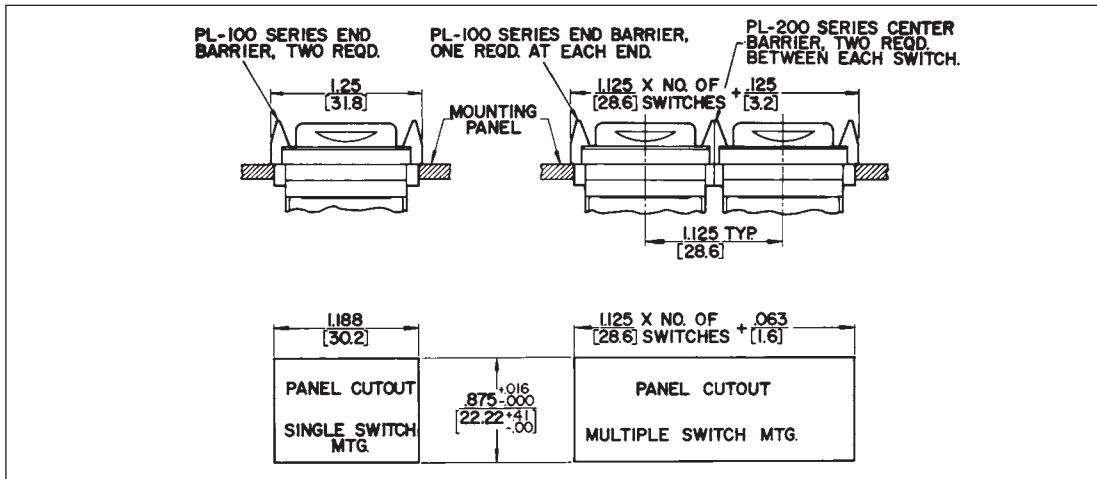 PL-100 SERIES END
BARRIER, TWO REQD.
PL-100 SERIES END BARRIER,
ONE REQD. AT EACH END.
PL-200 SERIES CENTER
BARRIER, TWO REQD.
BETWEEN EACH SWITCH.
1.25
[31.8]
MOUNTING
PANEL
1.125 X NO. OF + .125
[28.6] SWITCHES [3.2]
1.125 TYP.
[28.6]
1.188
[30.2]
1.125 X NO. OF + .063
[28.6] SWITCHES [1.6]
PANEL CUTOUT
SINGLE SWITCH
MTG.
.875 +.016 -.000
[22.22 +.41 -.00]
PANEL CUTOUT
MULTIPLE SWITCH MTG.